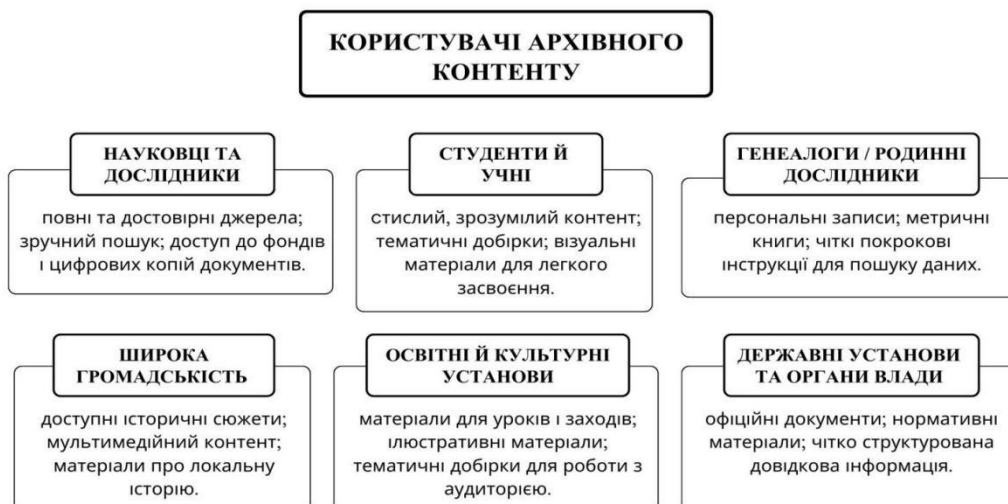 КОРИСТУВАЧІ АРХІВНОГО
КОНТЕНТУ
НАУКОВЦІ ТА
ДОСЛІДНИКИ
повні та достовірні джерела;
зручний пошук; доступ до фондів
і цифрових копій документів.
СТУДЕНТИ Й
УЧНІ
стислий, зрозумілий контент;
тематичні добірки; візуальні
матеріали для легкого
засвоєння.
ГЕНЕАЛОГИ / РОДИННІ
ДОСЛІДНИКИ
персональні записи; метричні
книги; чіткі покрокові
інструкції для пошуку даних.
ШИРОКА
ГРОМАДСЬКІСТЬ
доступні історичні сюжети;
мультимедійний контент;
матеріали про локальну
історію.
ОСВІТНІ Й КУЛЬТУРНІ
УСТАНОВИ
матеріали для уроків і заходів;
ілюстративні матеріали;
тематичні добірки для роботи з
аудиторією.
ДЕРЖАВНІ УСТАНОВИ
ТА ОРГАНИ ВЛАДИ
офіційні документи; нормативні
матеріали; чітко структурована
довідкова інформація.